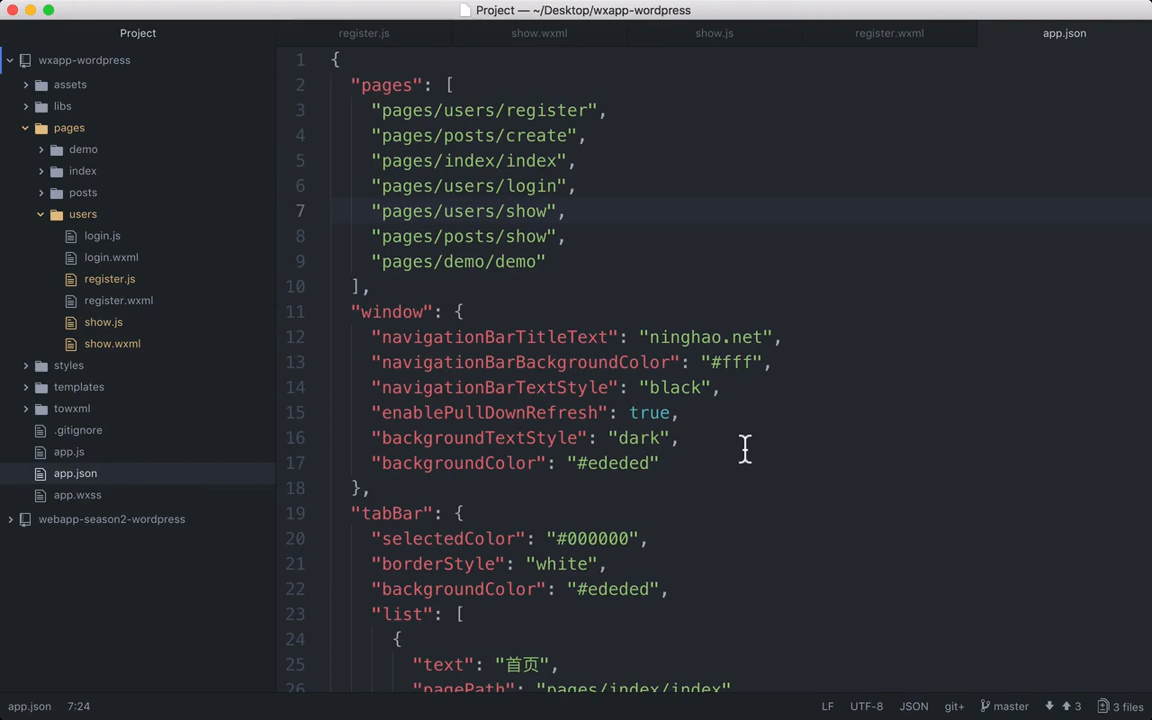 Project — ~/Desktop/wxapp-wordpress
Project
register.js
show.wxml
show.js
register.wxml
app.json
wxapp-wordpress
assets
libs
pages
demo
index
posts
users
login.js
login.wxml
register.js
register.wxml
show.js
show.wxml
styles
templates
towxml
.gitignore
app.js
app.json
app.wxss
webapp-season2-wordpress
1 {
2 "pages": [
3 "pages/users/register",
4 "pages/posts/create",
5 "pages/index/index",
6 "pages/users/login",
7 "pages/users/show",
8 "pages/posts/show",
9 "pages/demo/demo"
10 ],
11 "window": {
12 "navigationBarTitleText": "ninghao.net",
13 "navigationBarBackgroundColor": "#fff",
14 "navigationBarTextStyle": "black",
15 "enablePullDownRefresh": true,
16 "backgroundTextStyle": "dark",
17 "backgroundColor": "#ededed"
18 },
19 "tabBar": {
20 "selectedColor": "#000000",
21 "borderStyle": "white",
22 "backgroundColor": "#ededed",
23 "list": [
24 {
25 "text": "首页",
26 "pagePath": "pages/index/index"
app.json 7:24
LF UTF-8 JSON git+ master 3 3 files